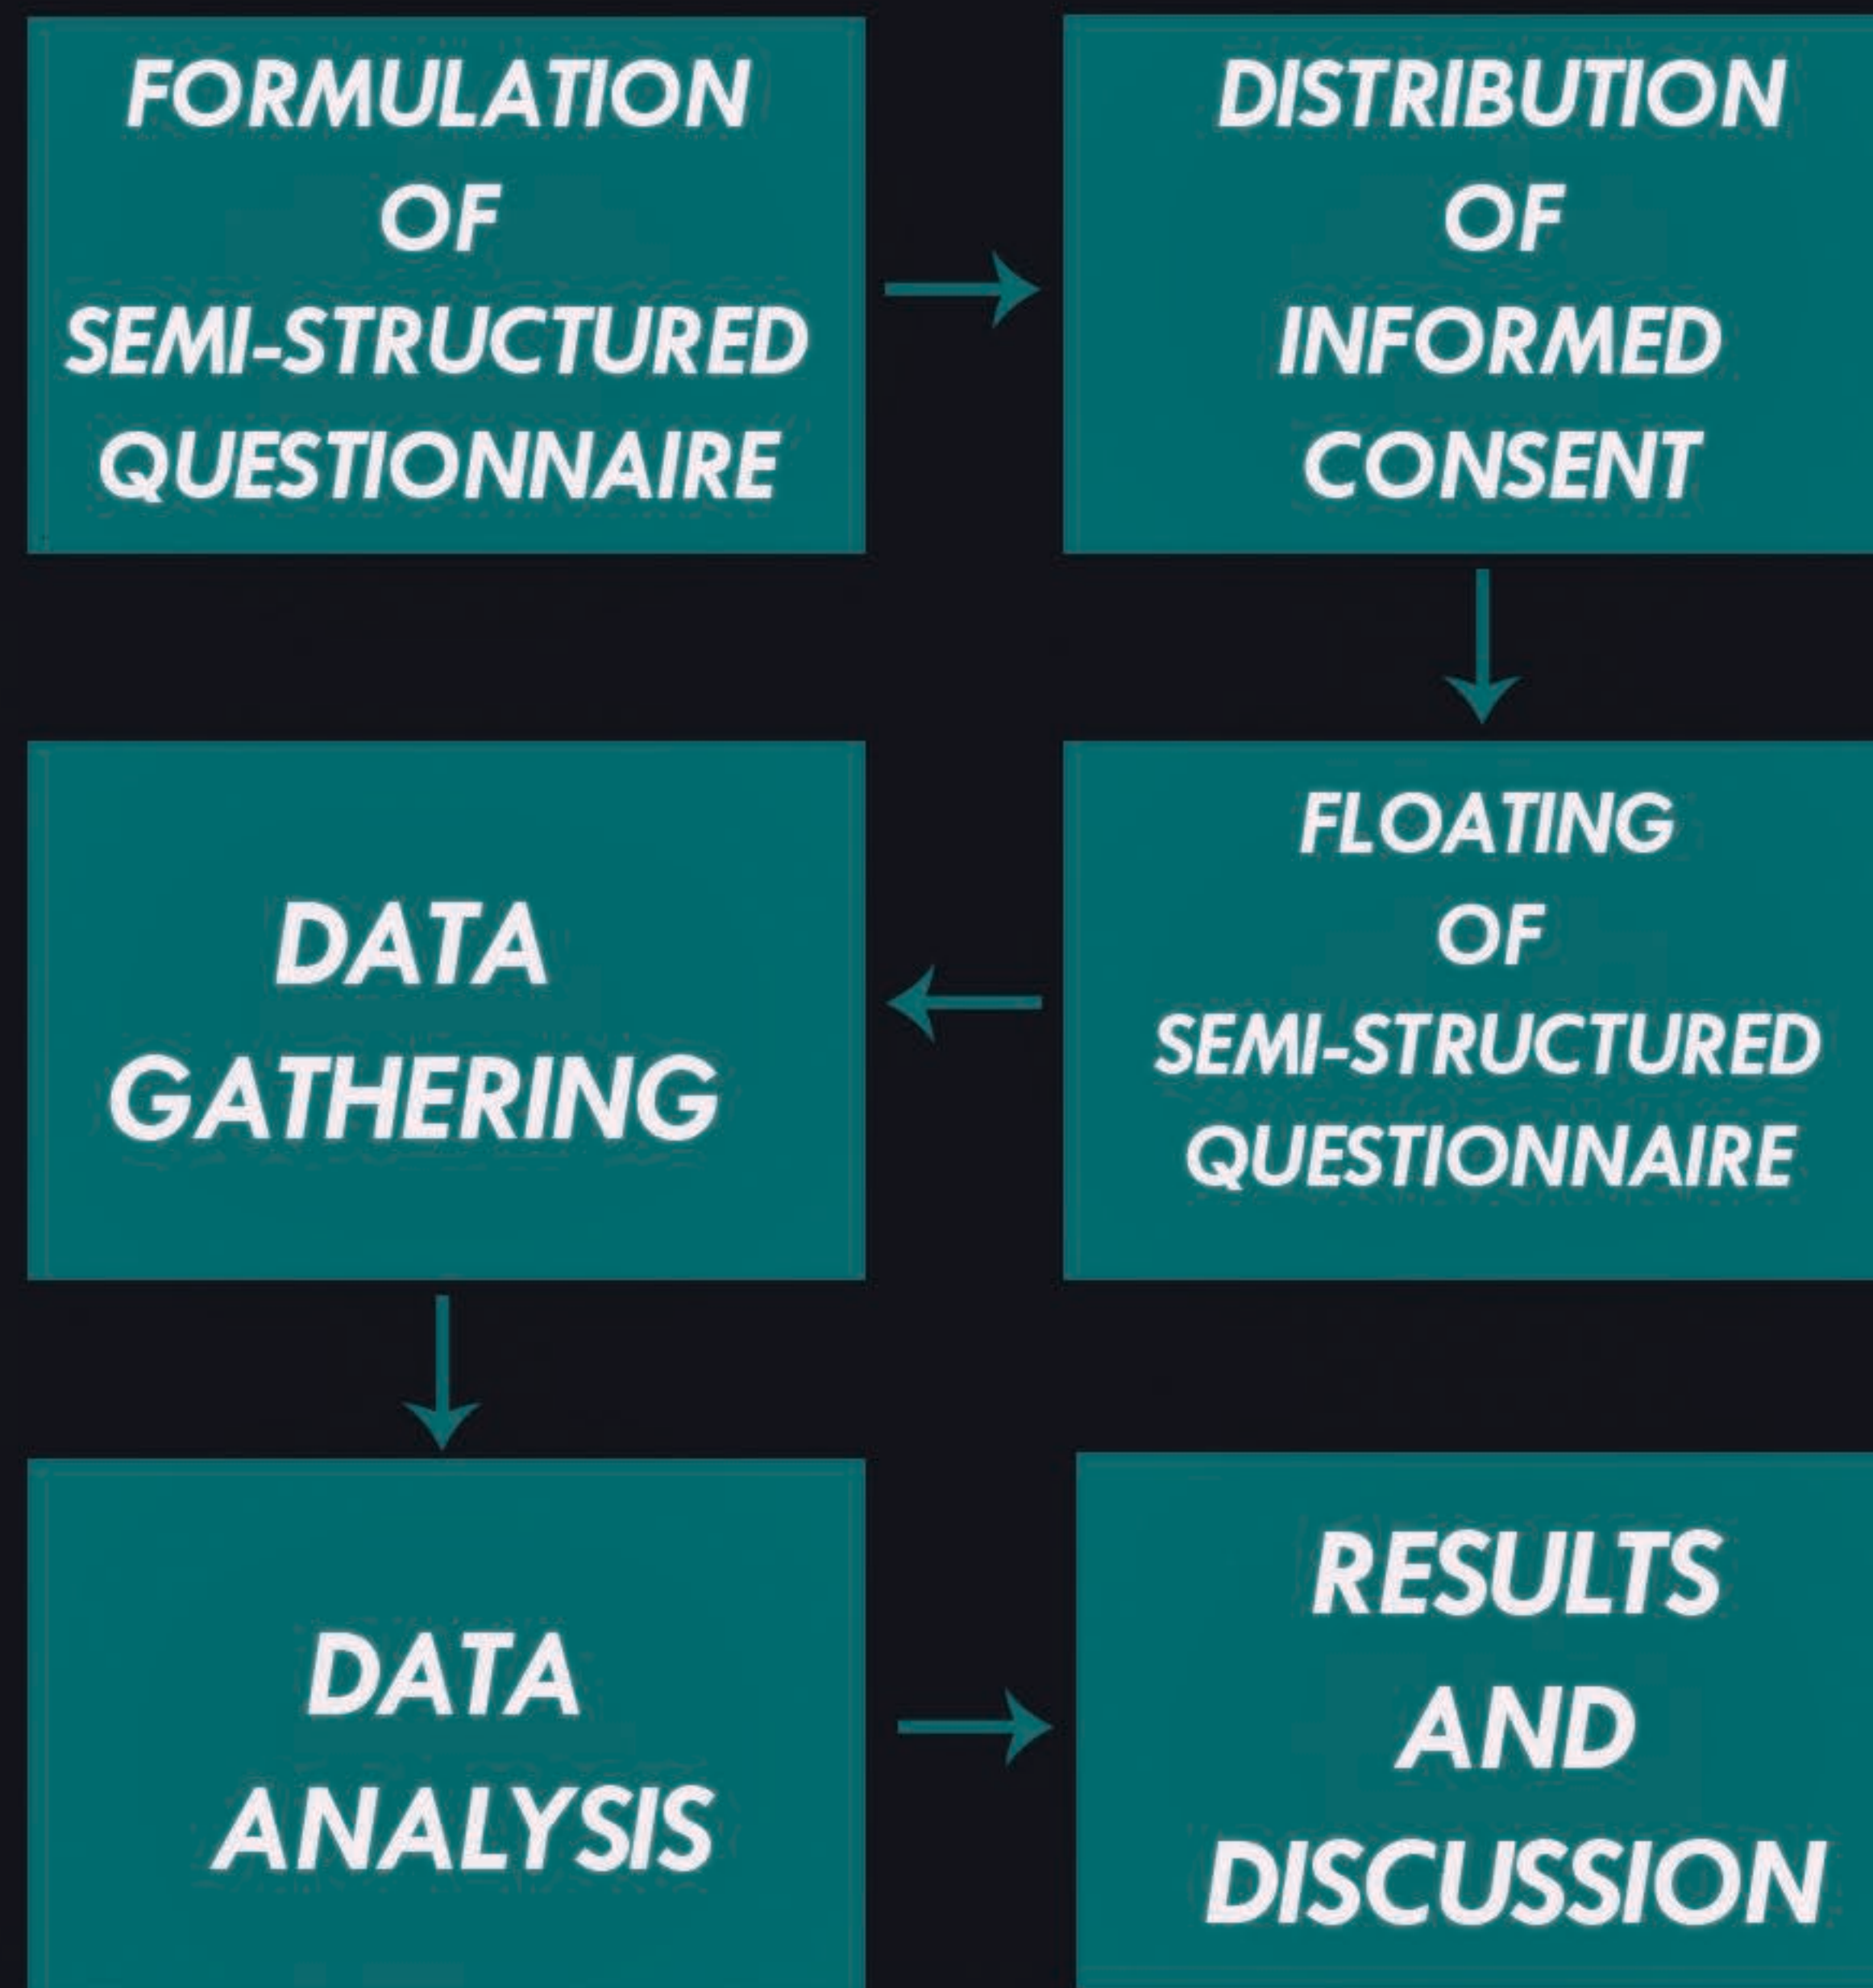 FORMULATION
OF
SEMI-STRUCTURED
QUESTIONNAIRE
DISTRIBUTION
OF
INFORMED
CONSENT
FLOATING
OF
SEMI-STRUCTURED
QUESTIONNAIRE
DATA
GATHERING
DATA
ANALYSIS
RESULTS
AND
DISCUSSION